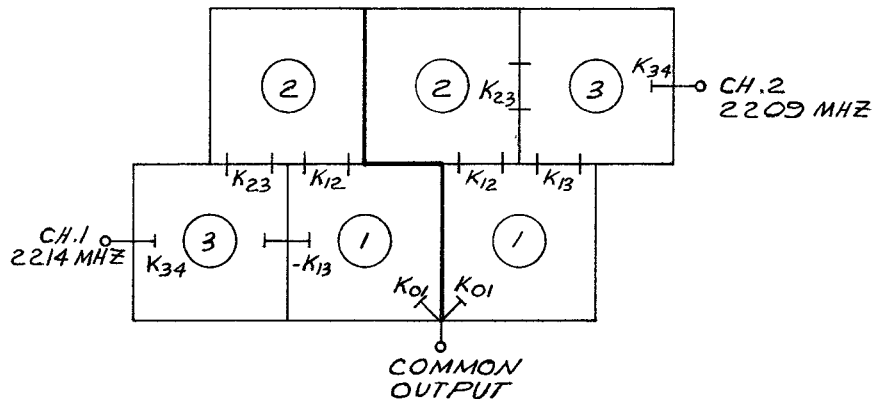 2 2 3
K23 K34
CH.2
2209 MHZ
K23 K12 K12 K13
CH.1
2214 MHZ
3 1 1
K34 -K13 K01 K01
COMMON
OUTPUT